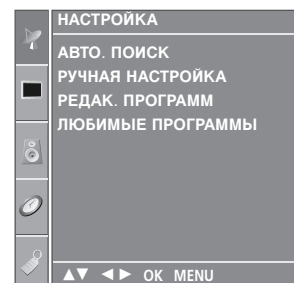 НАСТРОЙКА
АВТО. ПОИСК
РУЧНАЯ НАСТРОЙКА
РЕДАК. ПРОГРАММ
ЛЮБИМЫЕ ПРОГРАММЫ
▲▼ ◄► OK MENU